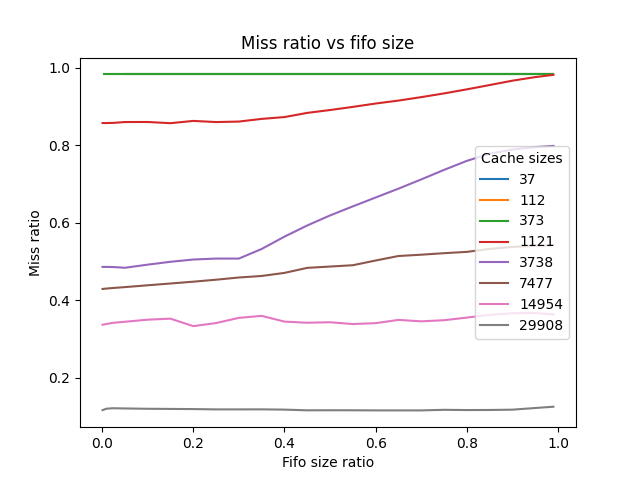 Miss ratio vs fifo size
Miss ratio
1.0
0.8
0.6
0.4
0.2
Cache sizes
37
112
373
1121
3738
7477
14954
29908
0.0 0.2 0.4 0.6 0.8 1.0
Fifo size ratio